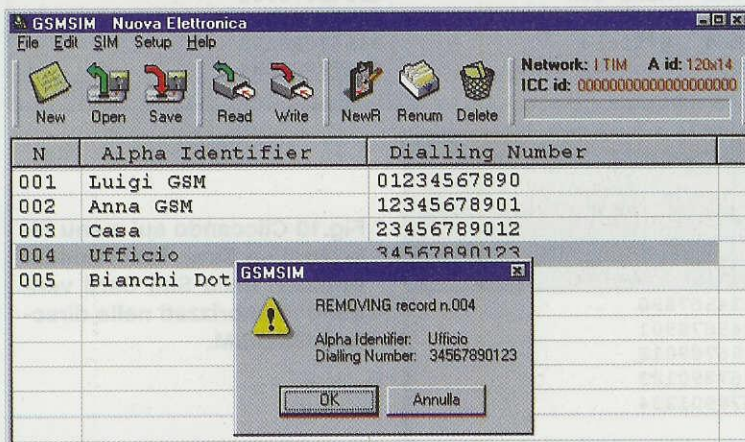 GSMSIM Nuova Elettronica
File Edit SIM Setup Help
New Open Save Read Write NewR Renum Delete
Network: I TIM A id: 120x14
ICC id: 00000000000000000000
N Alpha Identifier Dialling Number
001 Luigi GSM 01234567890
002 Anna GSM 12345678901
003 Casa 23456789012
004 Ufficio 34567890123
005 Bianchi Dot
GSMSIM
REMOVING record n.004
Alpha Identifier: Ufficio
Dialling Number: 34567890123
OK Annulla